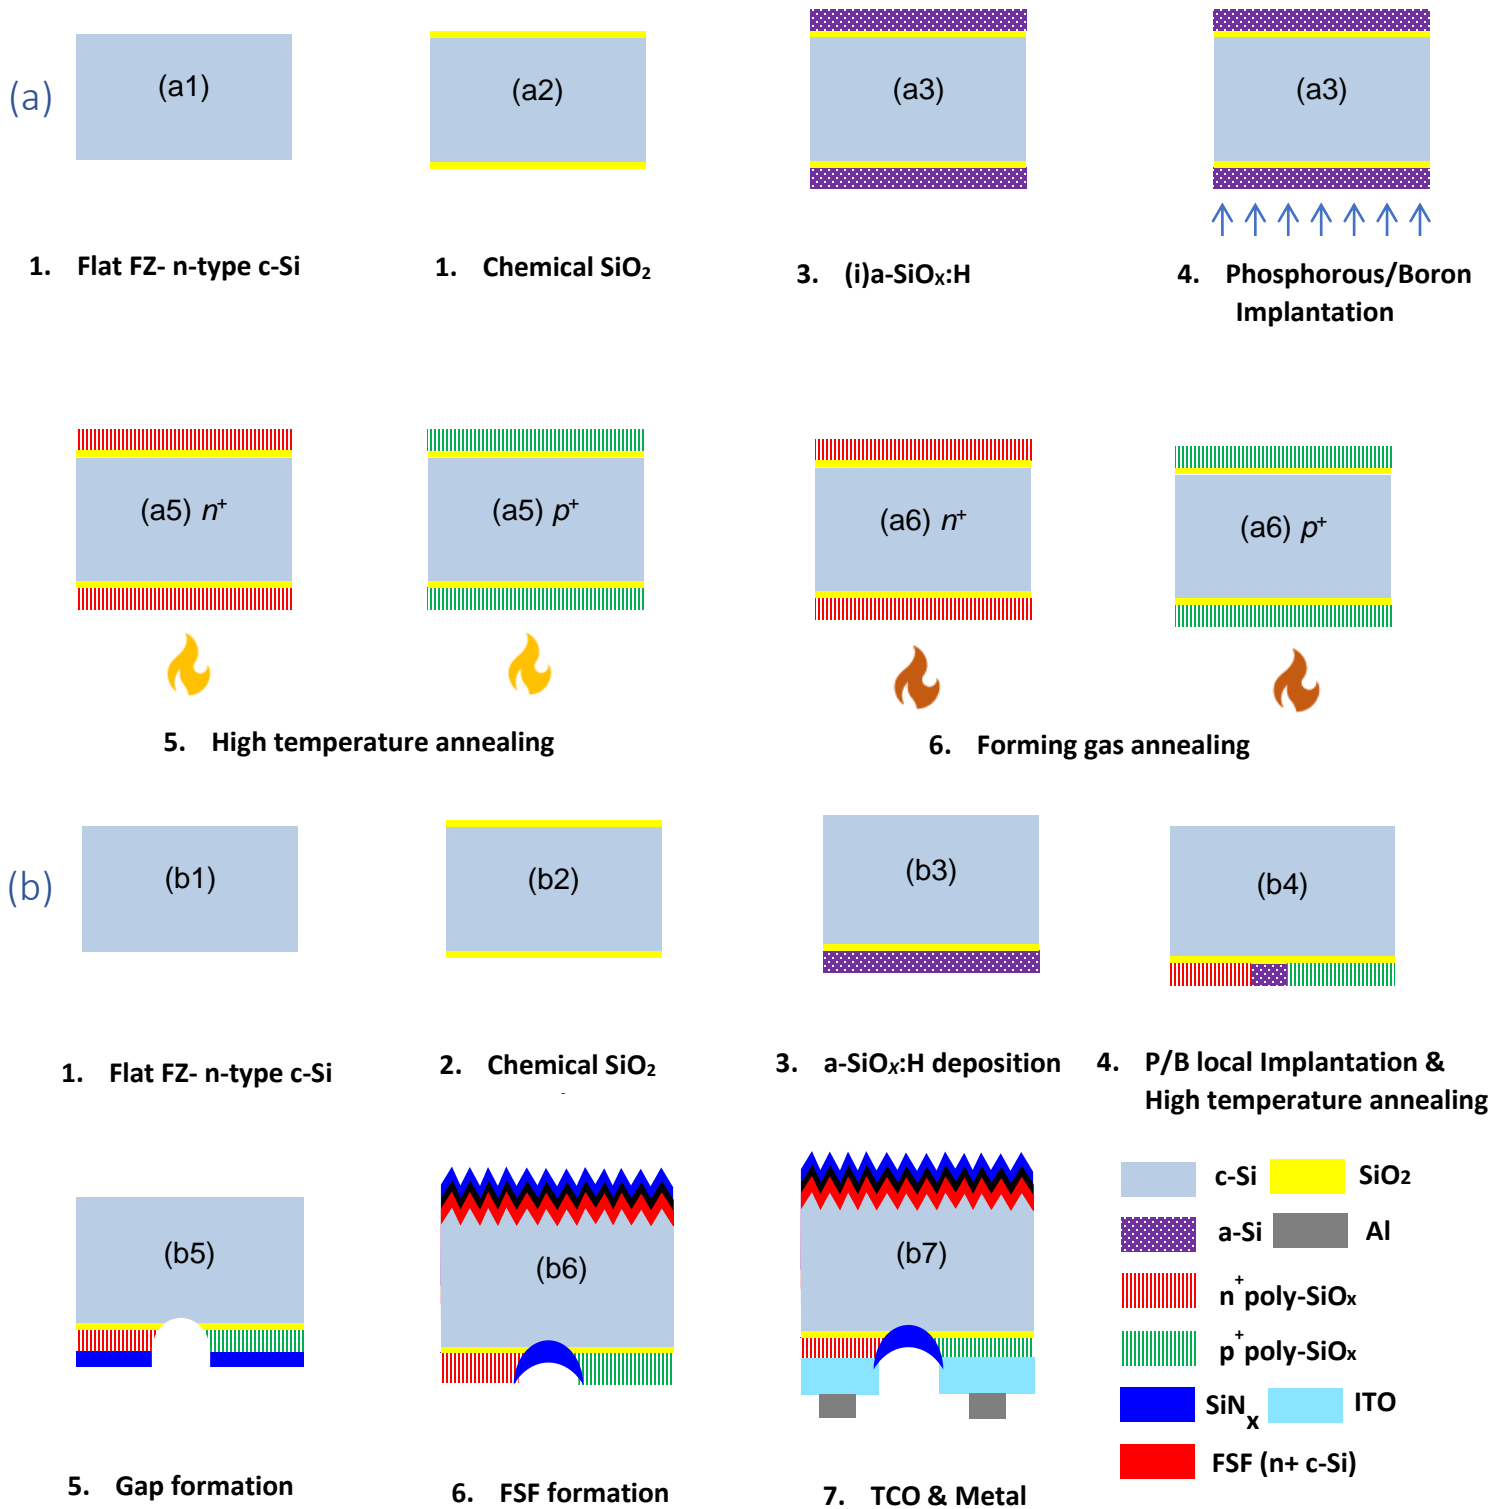 (a)
(a1)
(a2)
(a3)
(a3)
1. Flat FZ- n-type c-Si
1. Chemical SiO2
3. (i)a-SiOX:H
4. Phosphorous/Boron
Implantation
(a5) n+
(a5) p+
(a6) n+
(a6) p+
5. High temperature annealing
6. Forming gas annealing
(b)
(b1)
(b2)
(b3)
(b4)
1. Flat FZ- n-type c-Si
2. Chemical SiO2
3. a-SiOx:H deposition
4. P/B local Implantation &
High temperature annealing
(b5)
(b6)
(b7)
5. Gap formation
6. FSF formation
7. TCO & Metal
c-Si
SiO2
a-Si
Al
n+ poly-SiOx
p+ poly-SiOx
SiNx
ITO
FSF (n+ c-Si)